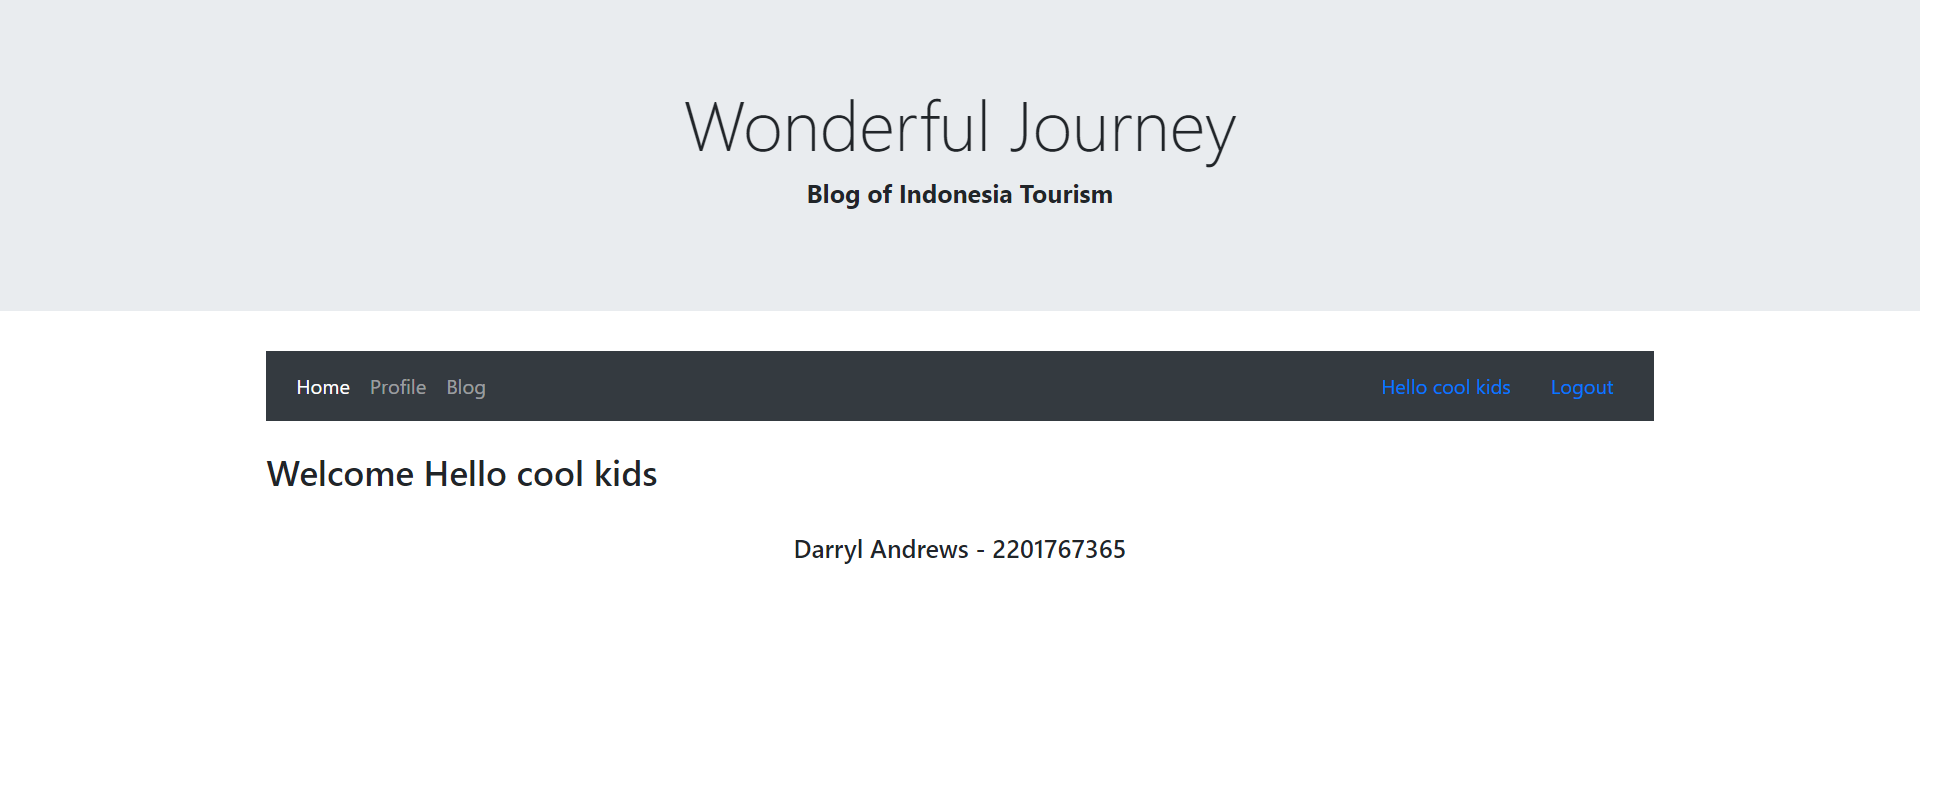 Wonderful Journey
Blog of Indonesia Tourism
Home Profile Blog Hello cool kids Logout
Welcome Hello cool kids
Darryl Andrews - 2201767365